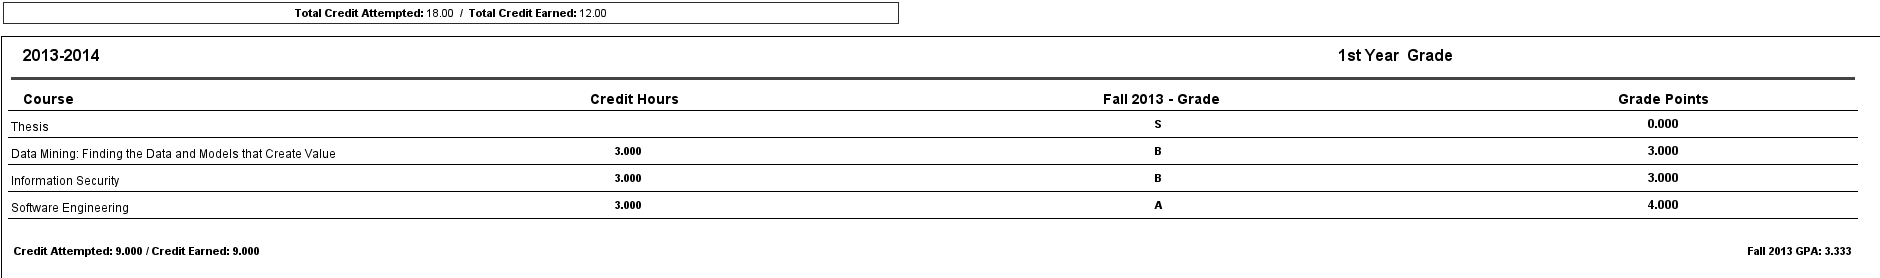 Total Credit Attempted: 18.00 / Total Credit Earned: 12.00
2013-2014 1st Year Grade
Course Credit Hours Fall 2013 - Grade Grade Points
Thesis S 0.000
Data Mining: Finding the Data and Models that Create Value 3.000 B 3.000
Information Security 3.000 B 3.000
Software Engineering 3.000 A 4.000
Credit Attempted: 9.000 / Credit Earned: 9.000 Fall 2013 GPA: 3.333